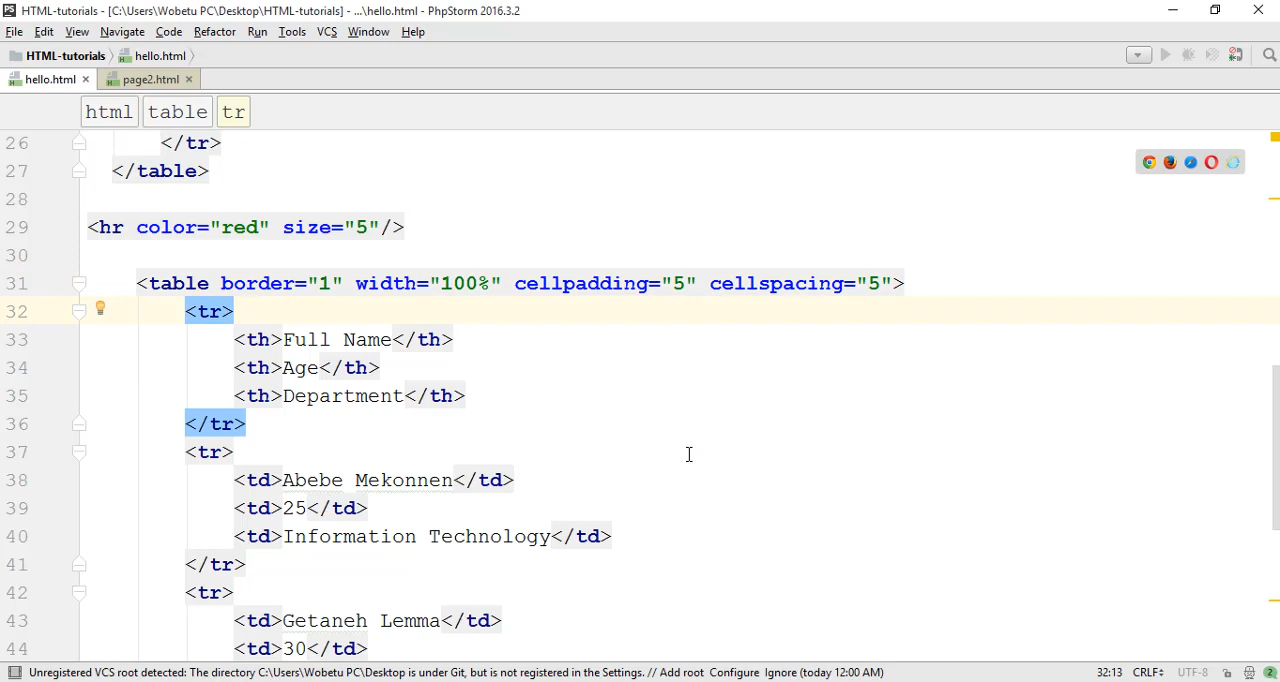 HTML-tutorials - [C:\Users\Wobetu PC\Desktop\HTML-tutorials] - ...\hello.html - PhpStorm 2016.3.2
File Edit View Navigate Code Refactor Run Tools VCS Window Help
HTML-tutorials hello.html
hello.html page2.html
html table tr
26 </tr>
27 </table>
28
29 <hr color="red" size="5"/>
30
31 <table border="1" width="100%" cellpadding="5" cellspacing="5">
32 <tr>
33 <th>Full Name</th>
34 <th>Age</th>
35 <th>Department</th>
36 </tr>
37 <tr>
38 <td>Abebe Mekonnen</td>
39 <td>25</td>
40 <td>Information Technology</td>
41 </tr>
42 <tr>
43 <td>Getaneh Lemma</td>
44 <td>30</td>
Unregistered VCS root detected: The directory C:\Users\Wobetu PC\Desktop is under Git, but is not registered in the Settings. // Add root Configure Ignore (today 12:00 AM) 32:13 CRLF UTF-8 2